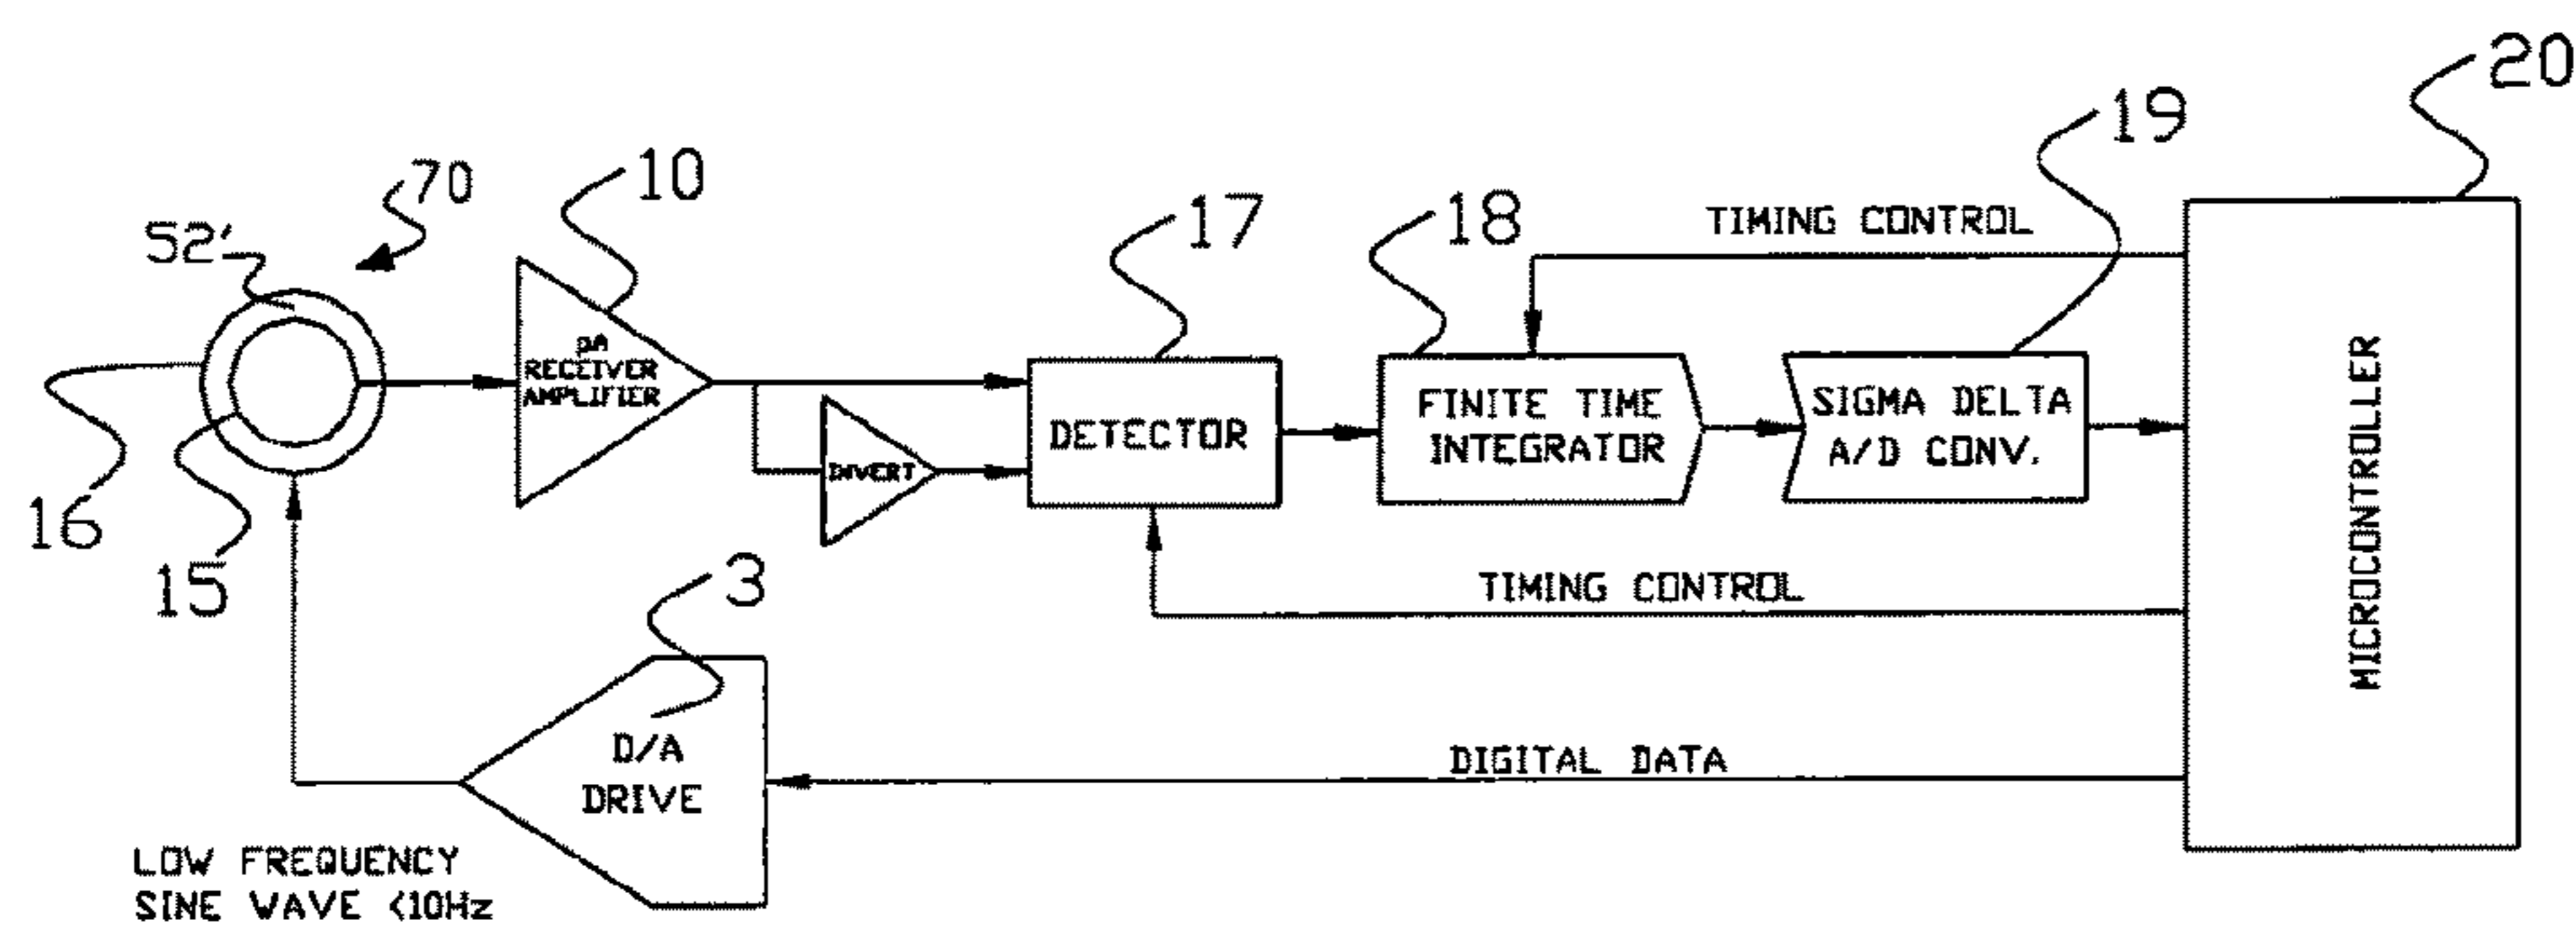 20
19
70
10
52'
17
18
TIMING CONTROL
pA
RECEIVER
AMPLIFIER
DETECTOR
FINITE TIME
INTEGRATOR
SIGMA DELTA
A/D CONV.
MICROCONTROLLER
INVERT
16
15
3
TIMING CONTROL
D/A
DRIVE
DIGITAL DATA
LOW FREQUENCY
SINE WAVE <10Hz